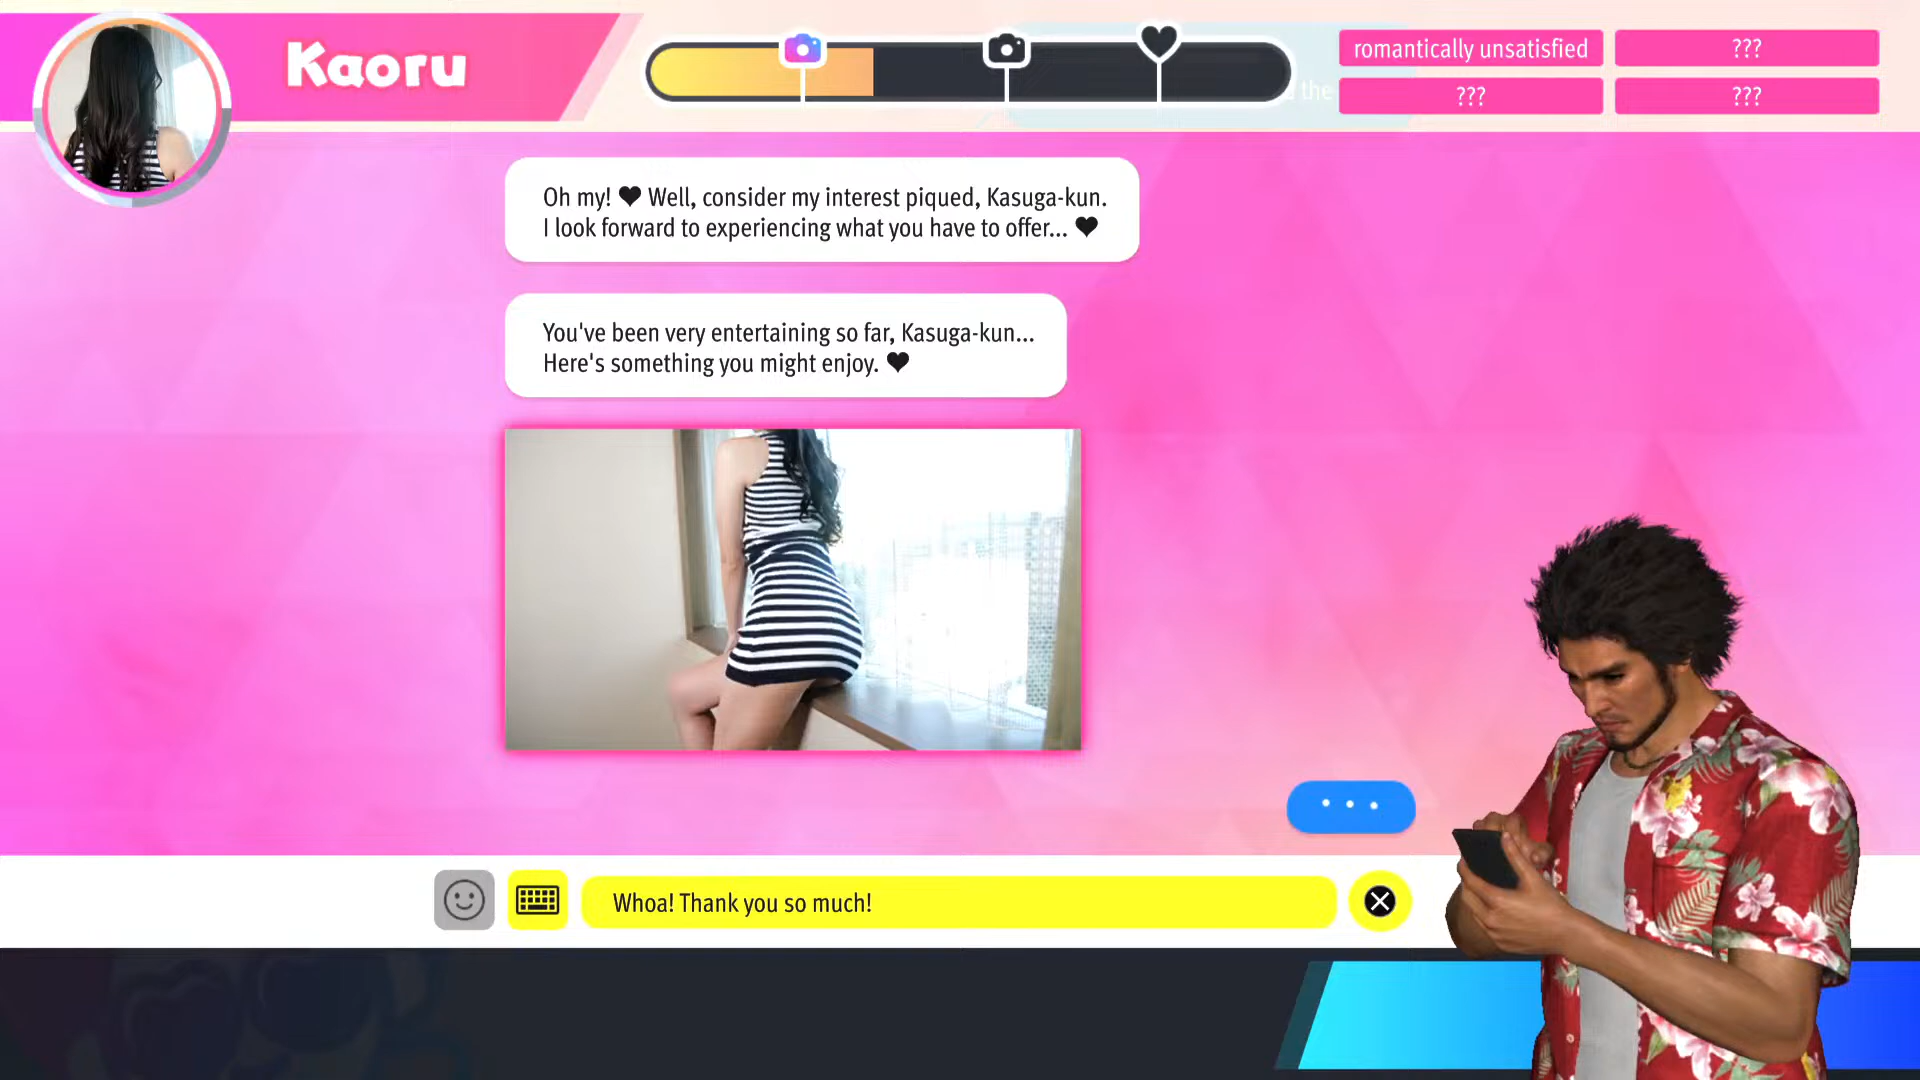 Kaoru
romantically unsatisfied
???
the
???
???
Oh my! ♥ Well, consider my interest piqued, Kasuga-kun.
I look forward to experiencing what you have to offer... ♥
You've been very entertaining so far, Kasuga-kun...
Here's something you might enjoy. ♥
Whoa! Thank you so much!